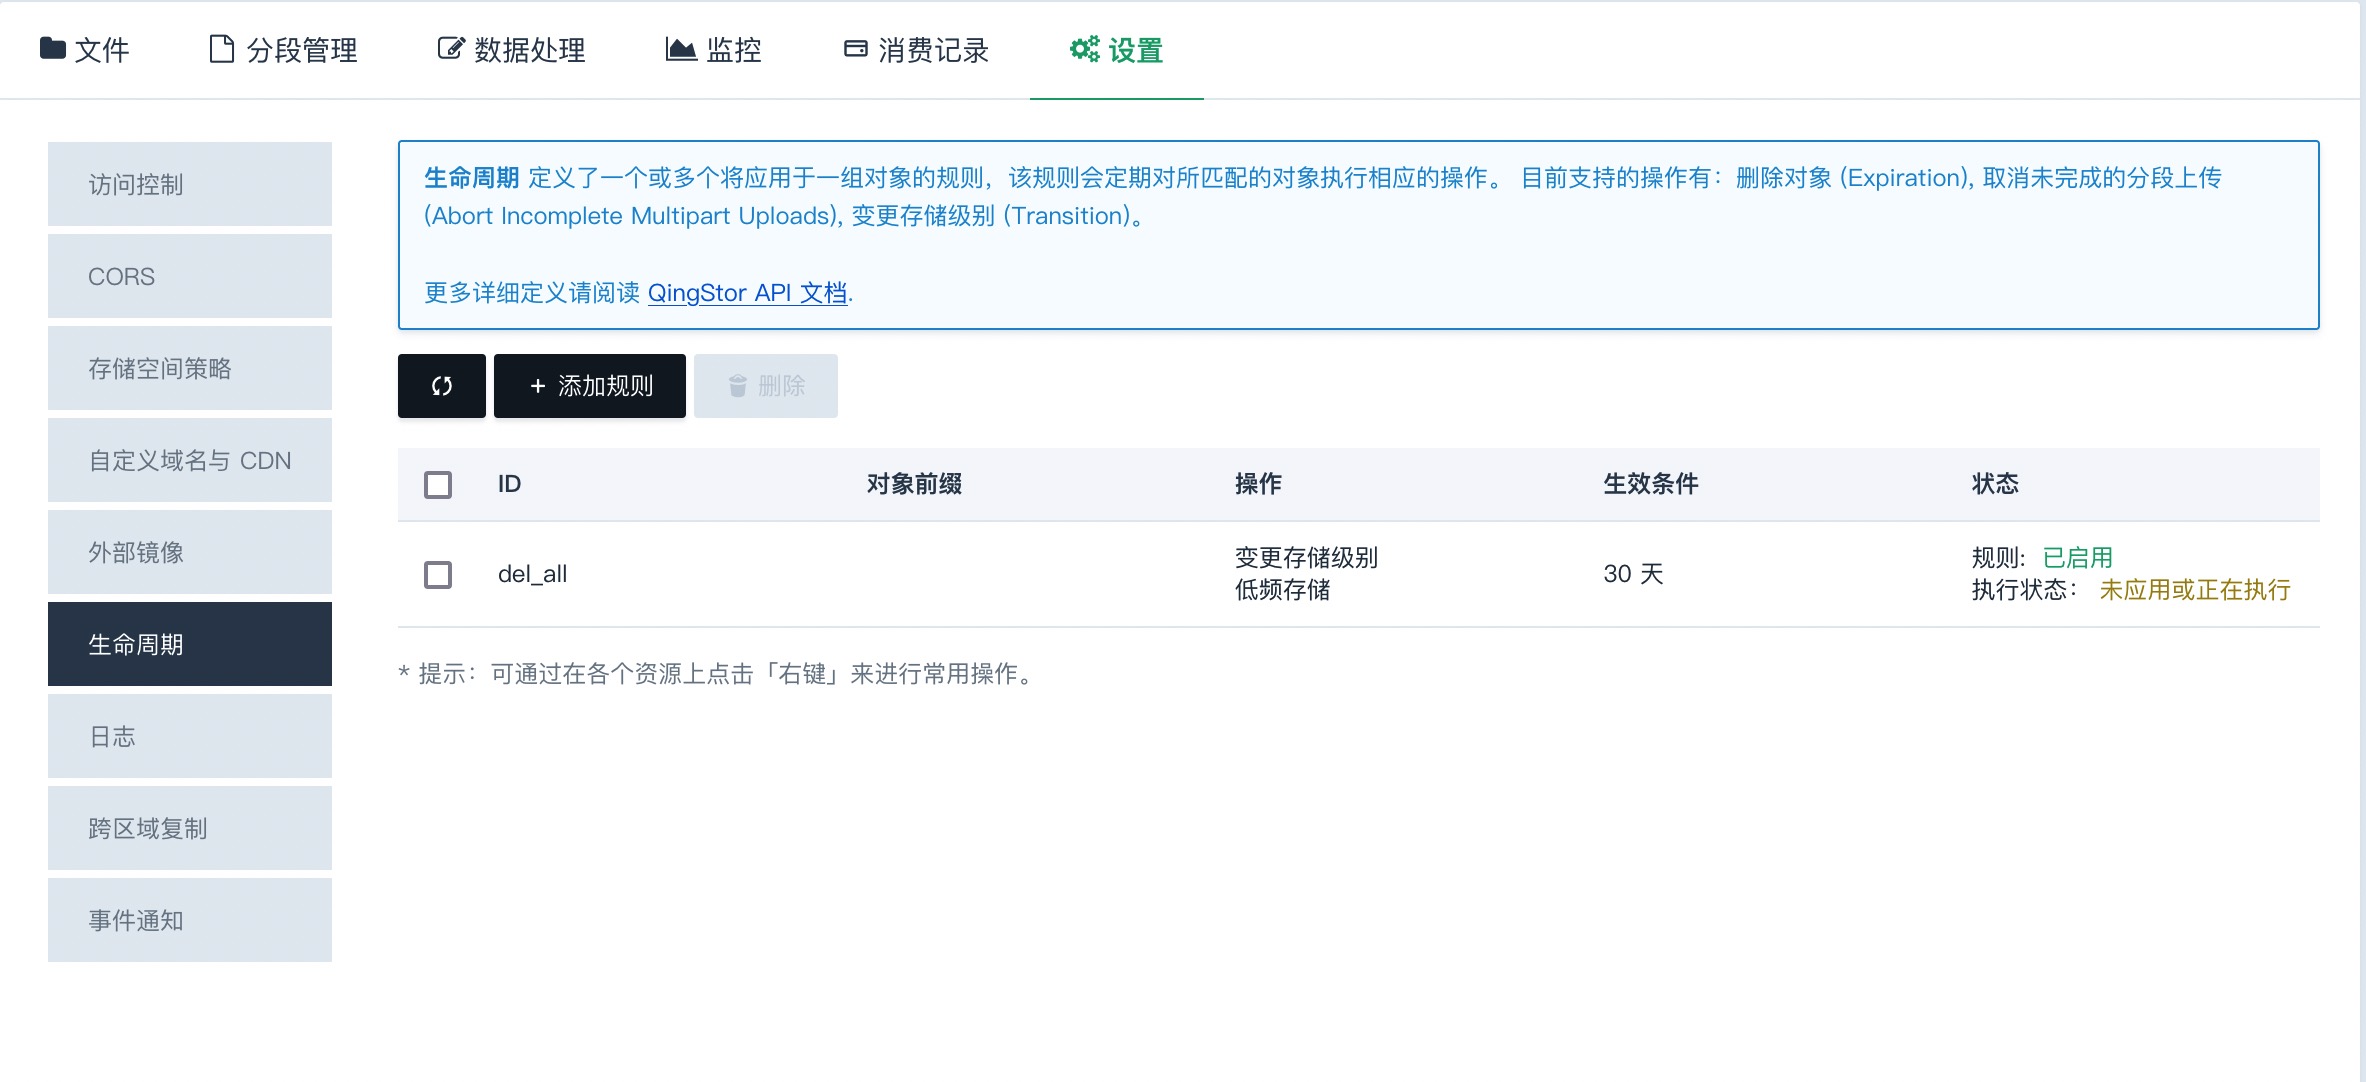 文件 分段管理 数据处理 监控 消费记录 设置
访问控制
CORS
存储空间策略
自定义域名与 CDN
外部镜像
生命周期
日志
跨区域复制
事件通知
生命周期 定义了一个或多个将应用于一组对象的规则，该规则会定期对所匹配的对象执行相应的操作。 目前支持的操作有：删除对象 (Expiration), 取消未完成的分段上传
(Abort Incomplete Multipart Uploads), 变更存储级别 (Transition)。
更多详细定义请阅读 QingStor API 文档.
+ 添加规则 删除
ID 对象前缀 操作 生效条件 状态
del_all 变更存储级别 30 天 规则: 已启用
低频存储 执行状态： 未应用或正在执行
* 提示：可通过在各个资源上点击「右键」来进行常用操作。